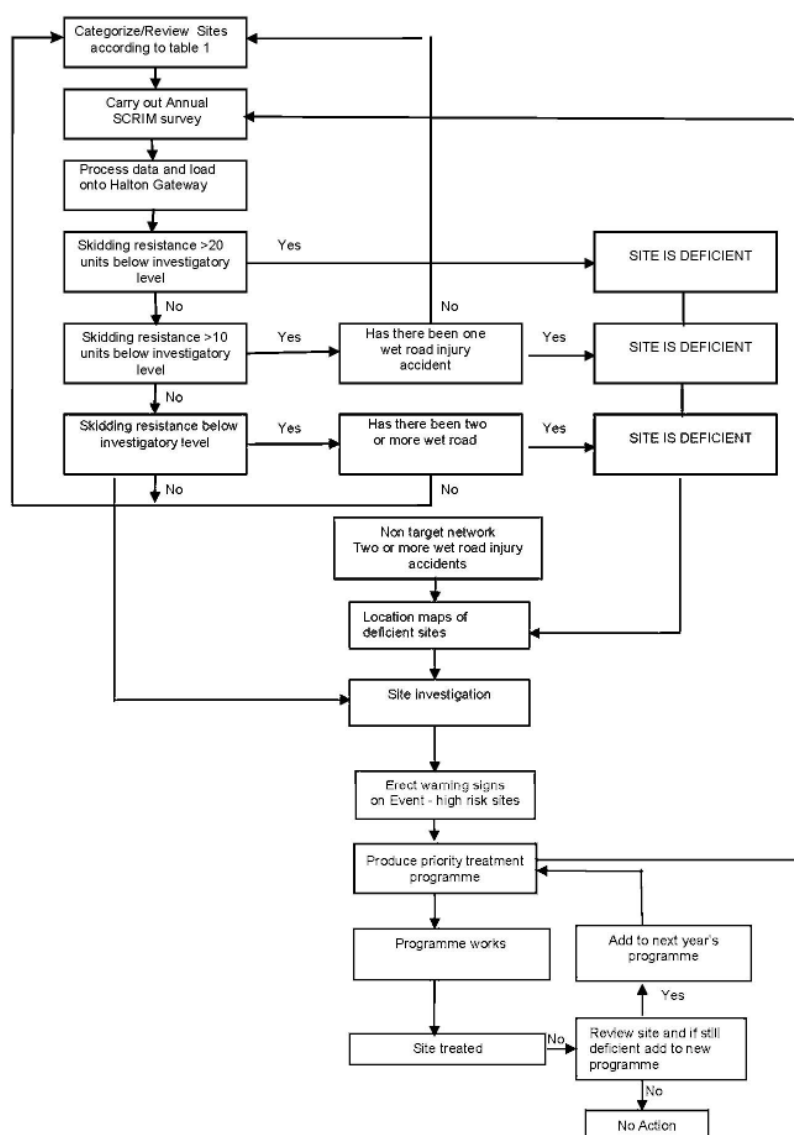 Categorize/Review Sites
according to table 1
Carry out Annual
SCRIM survey
Process data and load
onto Halton Gateway
Skidding resistance >20
units below investigatory
level
Yes
SITE IS DEFICIENT
No
No
Skidding resistance >10
units below investigatory
level
Yes
Has there been one
wet road injury
accident
Yes
SITE IS DEFICIENT
No
Skidding resistance below
investigatory level
Yes
Has there been two
or more wet road
Yes
SITE IS DEFICIENT
No
No
Non target network
Two or more wet road injury
accidents
Location maps of
deficient sites
Site investigation
Erect warning signs
on Event - high risk sites
Produce priority treatment
programme
Programme works
Add to next year's
programme
Yes
Site treated
No
Review site and if still
deficient add to new
programme
No
No Action